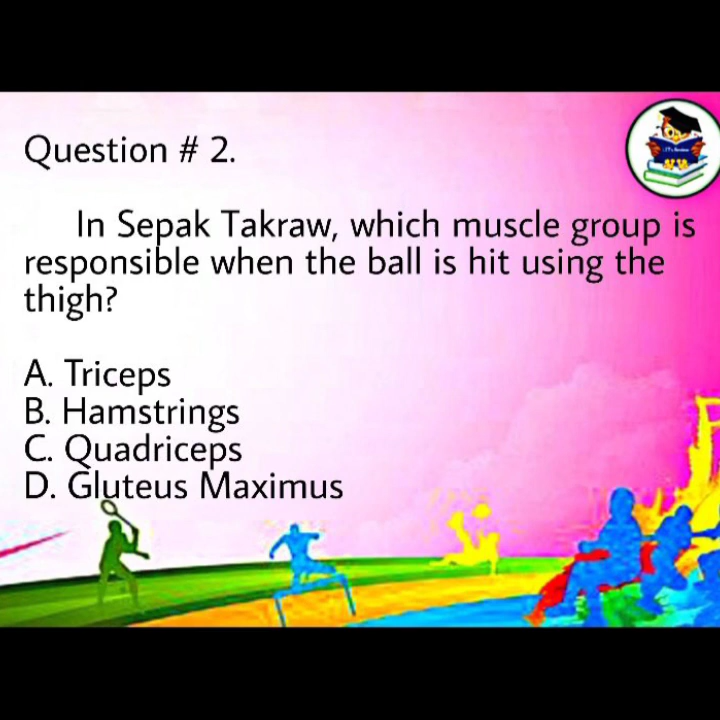 Question # 2.
In Sepak Takraw, which muscle group is
responsible when the ball is hit using the
thigh?
A. Triceps
B. Hamstrings
C. Quadriceps
D. Gluteus Maximus